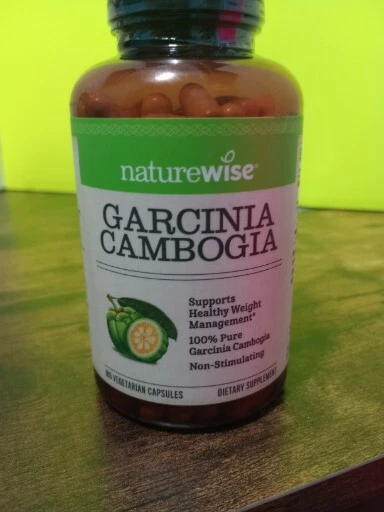 naturewise®
GARCINIA
CAMBOGIA
Supports
Healthy Weight
Management*
100% Pure
Garcinia Cambogia
Non-Stimulating
VEGETARIAN CAPSULES
DIETARY SUPPLEMENT